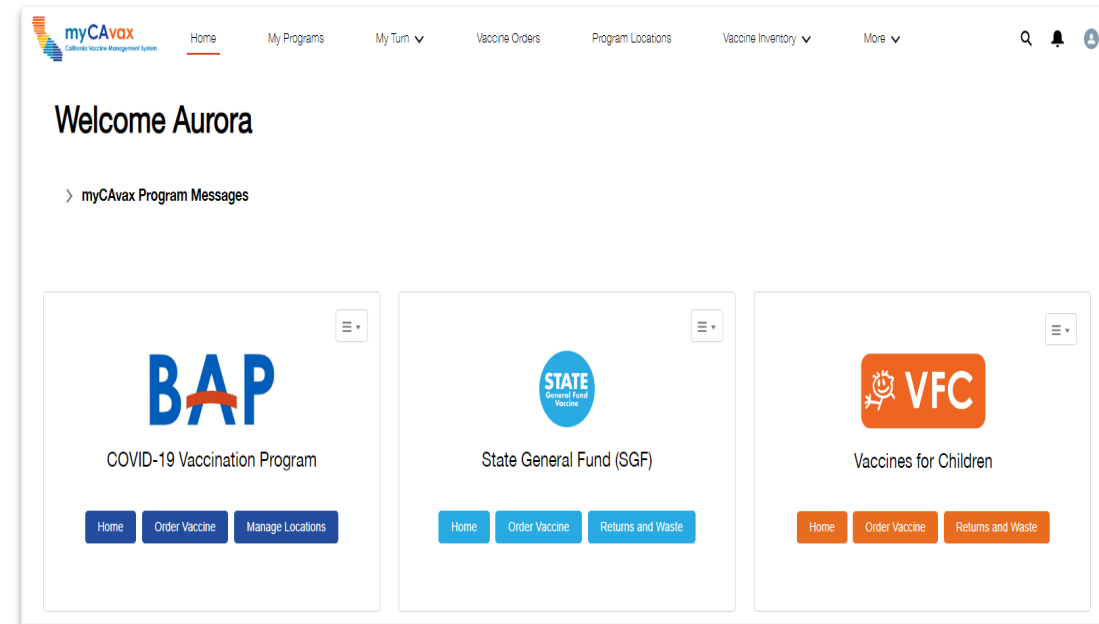 myCAvax
California Vaccine Management System
Home
My Programs
My Turn
Vaccine Orders
Program Locations
Vaccine Inventory
More
Welcome Aurora
myCAvax Program Messages
BAP
COVID-19 Vaccination Program
Home
Order Vaccine
Manage Locations
STATE
General Fund
Vaccine
State General Fund (SGF)
Home
Order Vaccine
Returns and Waste
VFC
Vaccines for Children
Home
Order Vaccine
Returns and Waste